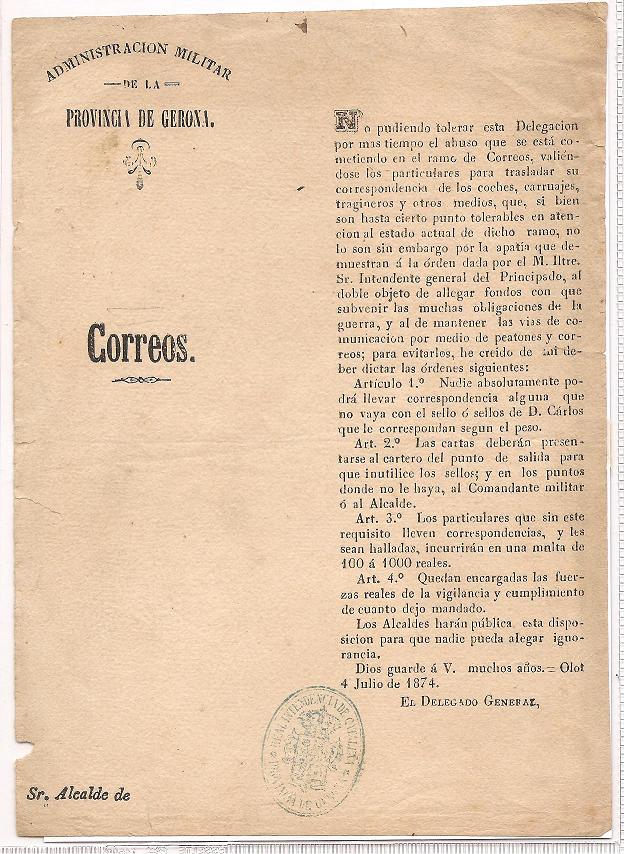 ADMINISTRACION MILITAR
DE LA
PROVINCIA DE GERONA.
Correos.
No pudiendo tolerar esta Delegacion
por mas tiempo el abuso que se está co-
metiendo en el ramo de Correos, valién-
dose los particulares para trasladar su
correspondencia de los coches, carruajes,
tragineros y otros medios, que, si bien
son hasta cierto punto tolerables en aten-
cion al estado actual de dicho ramo, no
lo son sin embargo por la apatía que de-
muestran á la órden dada por el M. Iltre.
Sr. Intendente general del Principado, al
doble objeto de allegar fondos con que
subvenir las muchas obligaciones de la
guerra, y al de mantener las vias de co-
municacion por medio de peatones y cor-
reos; para evitarlos, he creido de mi de-
ber dictar las órdenes siguientes:
Artículo 1.º Nadie absolutamente po-
drá llevar correspondencia alguna que
no vaya con el sello ó sellos de D. Cárlos
que le correspondan segun el peso.
Art. 2.º Las cartas deberán presen-
tarse al cartero del punto de salida para
que inutilice los sellos; y en los puntos
donde no le haya, al Comandante militar
ó al Alcalde.
Art. 3.º Los particulares que sin este
requisito lleven correspondencias, y les
sean halladas, incurrirán en una multa de
100 á 1000 reales.
Art. 4.º Quedan encargadas las fuer-
zas reales de la vigilancia y cumplimiento
de cuanto dejo mandado.
Los Alcaldes harán pública esta dispo-
sicion para que nadie pueda alegar igno-
rancia.
Dios guarde á V. muchos años.=Olot
4 Julio de 1874.
EL DELEGADO GENERAL,
INTENDENCIA DE CATALUÑA
Sr. Alcalde de